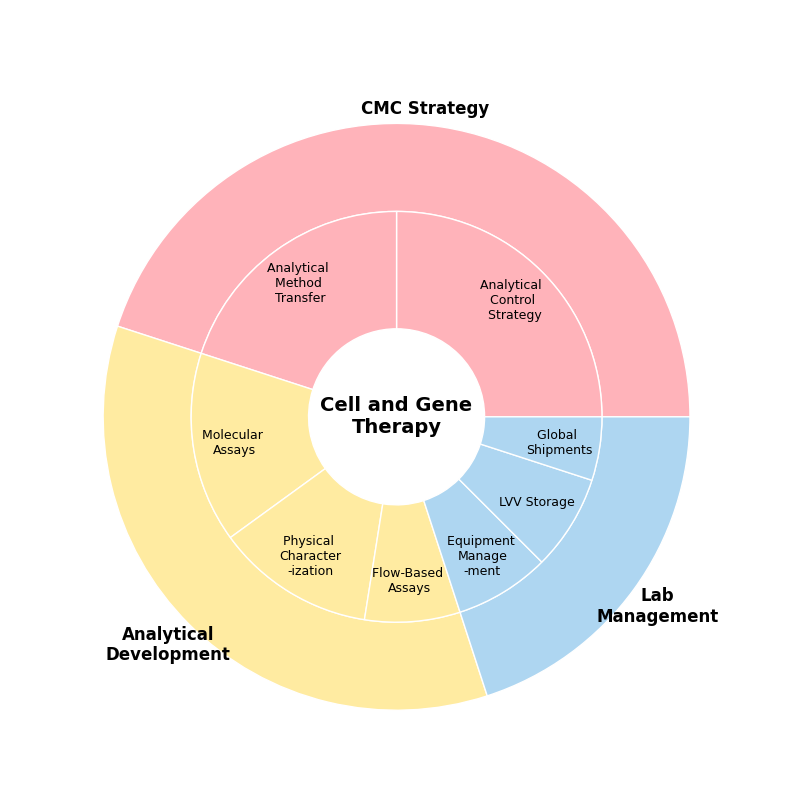 CMC Strategy
Analytical
Method
Transfer
Analytical
Control
Strategy
Cell and Gene
Therapy
Molecular
Assays
Global
Shipments
LVV Storage
Physical
Character
-ization
Flow-Based
Assays
Equipment
Manage
-ment
Analytical
Development
Lab
Management